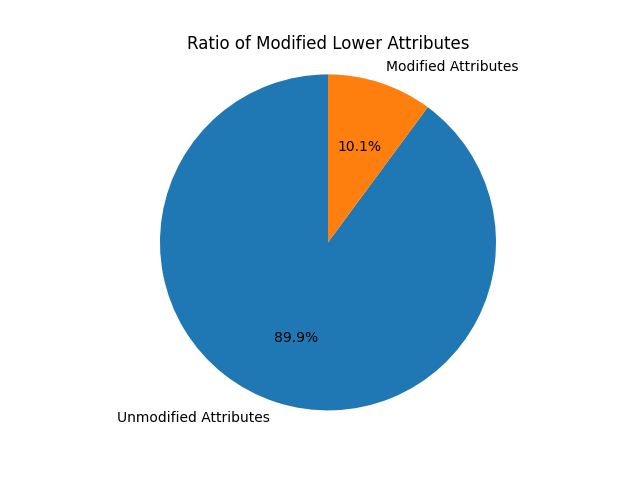 Ratio of Modified Lower Attributes
Modified Attributes
10.1%
89.9%
Unmodified Attributes